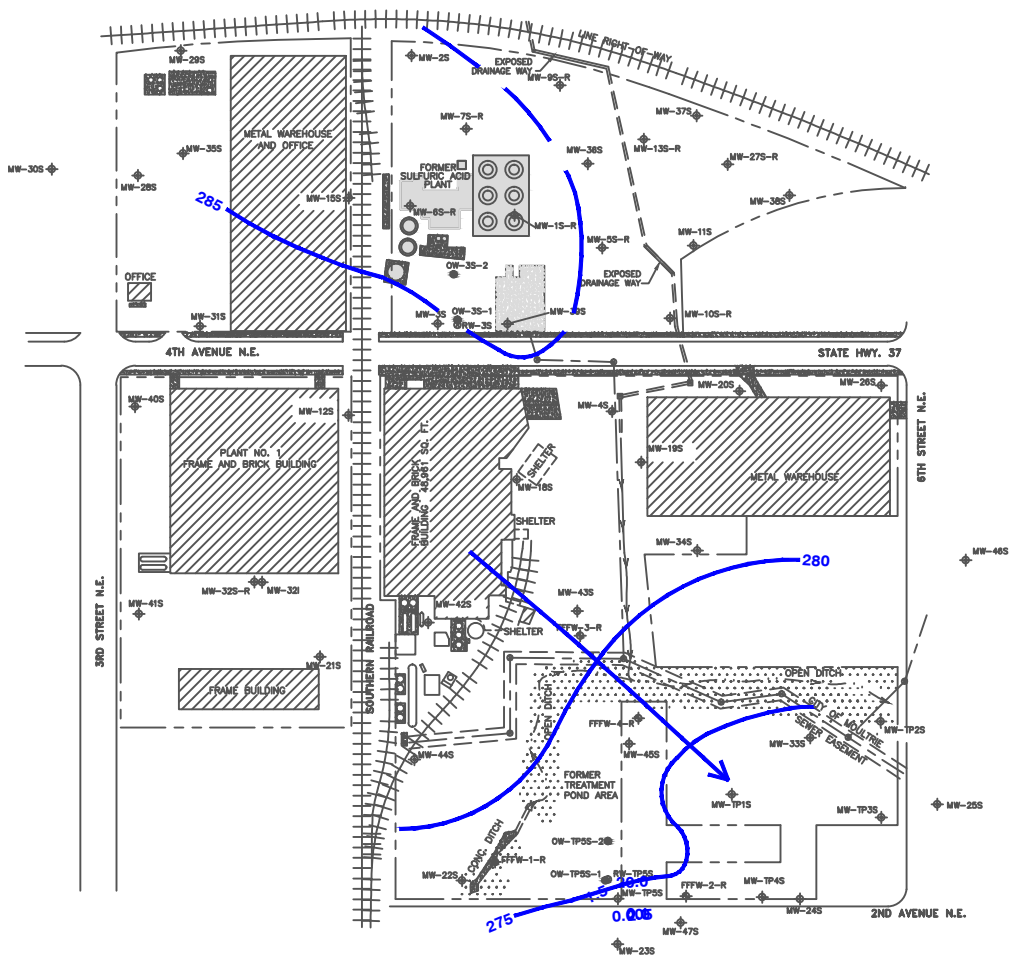 LINE RIGHT-OF-WAY
MW-29S
MW-2S
EXPOSED
DRAINAGE WAY
MW-9S-R
MW-37S
MW-7S-R
METAL WAREHOUSE
AND OFFICE
MW-13S-R
MW-35S
MW-36S
MW-27S-R
MW-30S
FORMER
SULFURIC ACID
PLANT
MW-28S
285
MW-15S
MW-38S
MW-6S-R
MW-1S-R
MW-11S
MW-5S-R
OW-3S-2
EXPOSED
DRAINAGE WAY
OFFICE
MW-31S
MW-3S
OW-3S-1
RW-3S
MW-39S
MW-10S-R
4TH AVENUE N.E.
STATE HWY. 37
MW-20S
MW-26S
MW-40S
MW-12S
MW-4S
6TH STREET N.E.
PLANT NO. 1
FRAME AND BRICK BUILDING
FRAME AND BRICK
BUILDING 48,961 SQ. FT.
SHELTER
MW-19S
METAL WAREHOUSE
MW-18S
SHELTER
MW-34S
MW-46S
280
MW-32S-R
MW-32I
MW-43S
MW-41S
MW-42S
3RD STREET N.E.
SOUTHERN RAILROAD
SHELTER
FFFW-3-R
MW-21S
FRAME BUILDING
OPEN DITCH
OPEN DITCH
CITY OF MOULTRIE
SEWER EASEMENT
FFFW-4-R
MW-TP2S
MW-33S
MW-44S
MW-45S
FORMER
TREATMENT
POND AREA
MW-TP1S
MW-TP3S
MW-25S
CONC. DITCH
OW-TP5S-2
FFFW-1-R
MW-22S
OW-TP5S-1
RW-TP5S
MW-TP5S
FFFW-2-R
MW-TP4S
MW-24S
275
2ND AVENUE N.E.
MW-47S
MW-23S